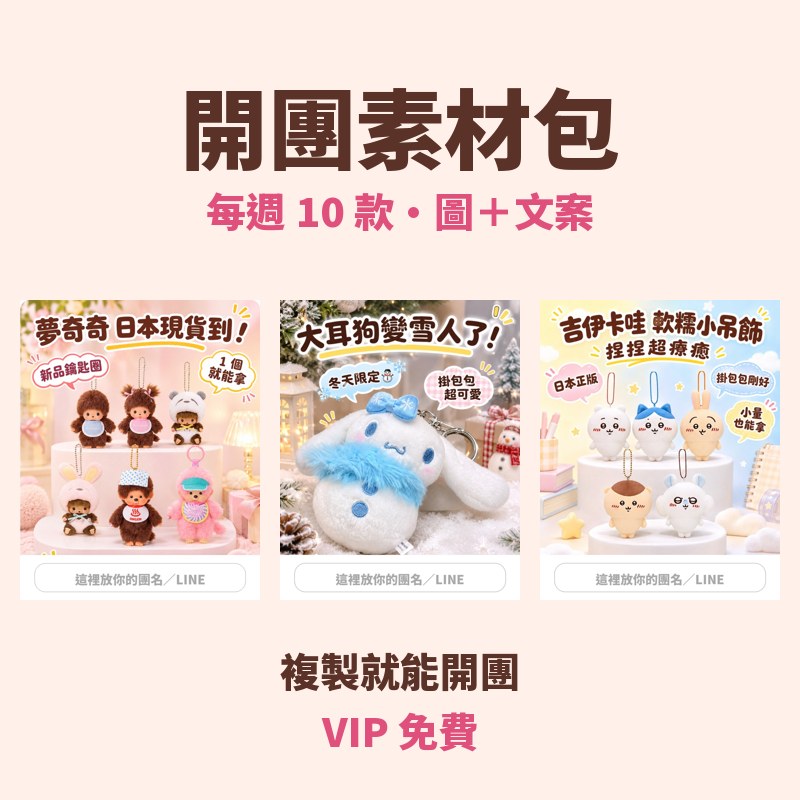 開團素材包
每週 10 款・圖＋文案
夢奇奇 日本現貨到！
新品鑰匙圈
1 個
就能拿
這裡放你的團名／LINE
大耳狗變雪人了！
冬天限定
掛包包
超可愛
這裡放你的團名／LINE
吉伊卡哇 軟糯小吊飾
捏捏超療癒
日本正版
掛包包剛好
小量
也能拿
這裡放你的團名／LINE
複製就能開團
VIP 免費